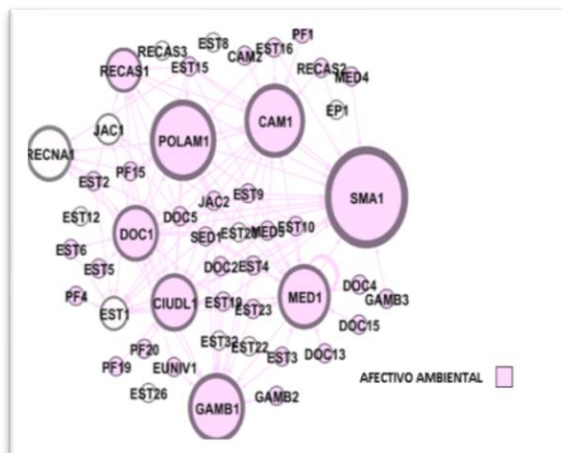 PF1
EST8
RECAS3
EST16
CAM2
EST15
RECAS2
RECAS1
MED4
EP1
CAM1
JAC1
POLAM1
RECNA1
PF15
EST2
EST9
SMA1
JAC2
EST12
DOC5
EST10
DOC1
SED1
EST6
EST5
DOC2
EST4
DOC4
PF4
CIUDL1
EST19
MED1
GAMB3
EST23
EST1
DOC15
EST32
EST22
PF20
EST3
DOC13
PF19
EUNIV1
AFECTIVO AMBIENTAL
EST26
GAMB2
GAMB1